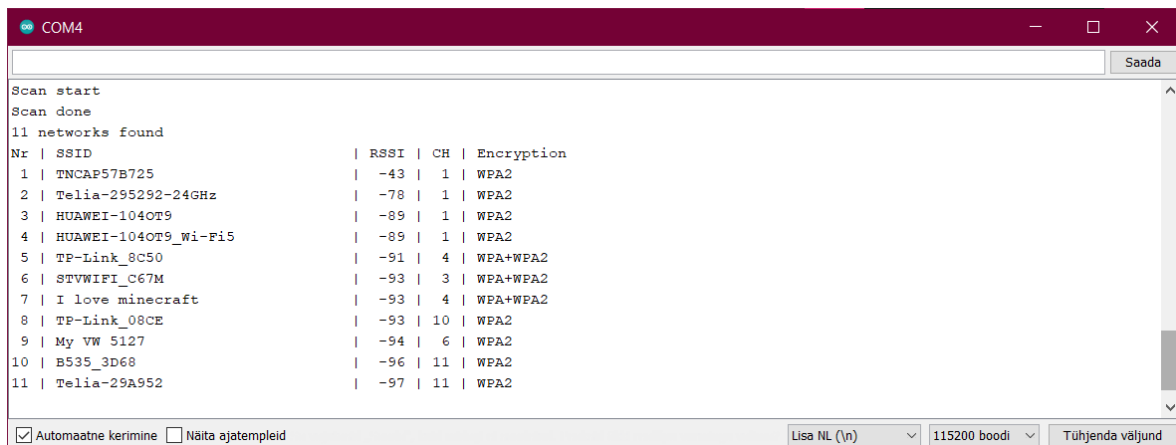 COM4
Saada
Scan start
Scan done
11 networks found
Nr | SSID | RSSI | CH | Encryption
1 | TNCAP57B725 | -43 | 1 | WPA2
2 | Telia-295292-24GHz | -78 | 1 | WPA2
3 | HUAWEI-104OT9 | -89 | 1 | WPA2
4 | HUAWEI-104OT9_Wi-Fi5 | -89 | 1 | WPA2
5 | TP-Link_8C50 | -91 | 4 | WPA+WPA2
6 | STVWIFI_C67M | -93 | 3 | WPA+WPA2
7 | I love minecraft | -93 | 4 | WPA+WPA2
8 | TP-Link_08CE | -93 | 10 | WPA2
9 | My VW 5127 | -94 | 6 | WPA2
10 | B535_3D68 | -96 | 11 | WPA2
11 | Telia-29A952 | -97 | 11 | WPA2
Automaatne kerimine Näita ajatempleid Lisa NL (\n) 115200 boodi Tühjenda väljund